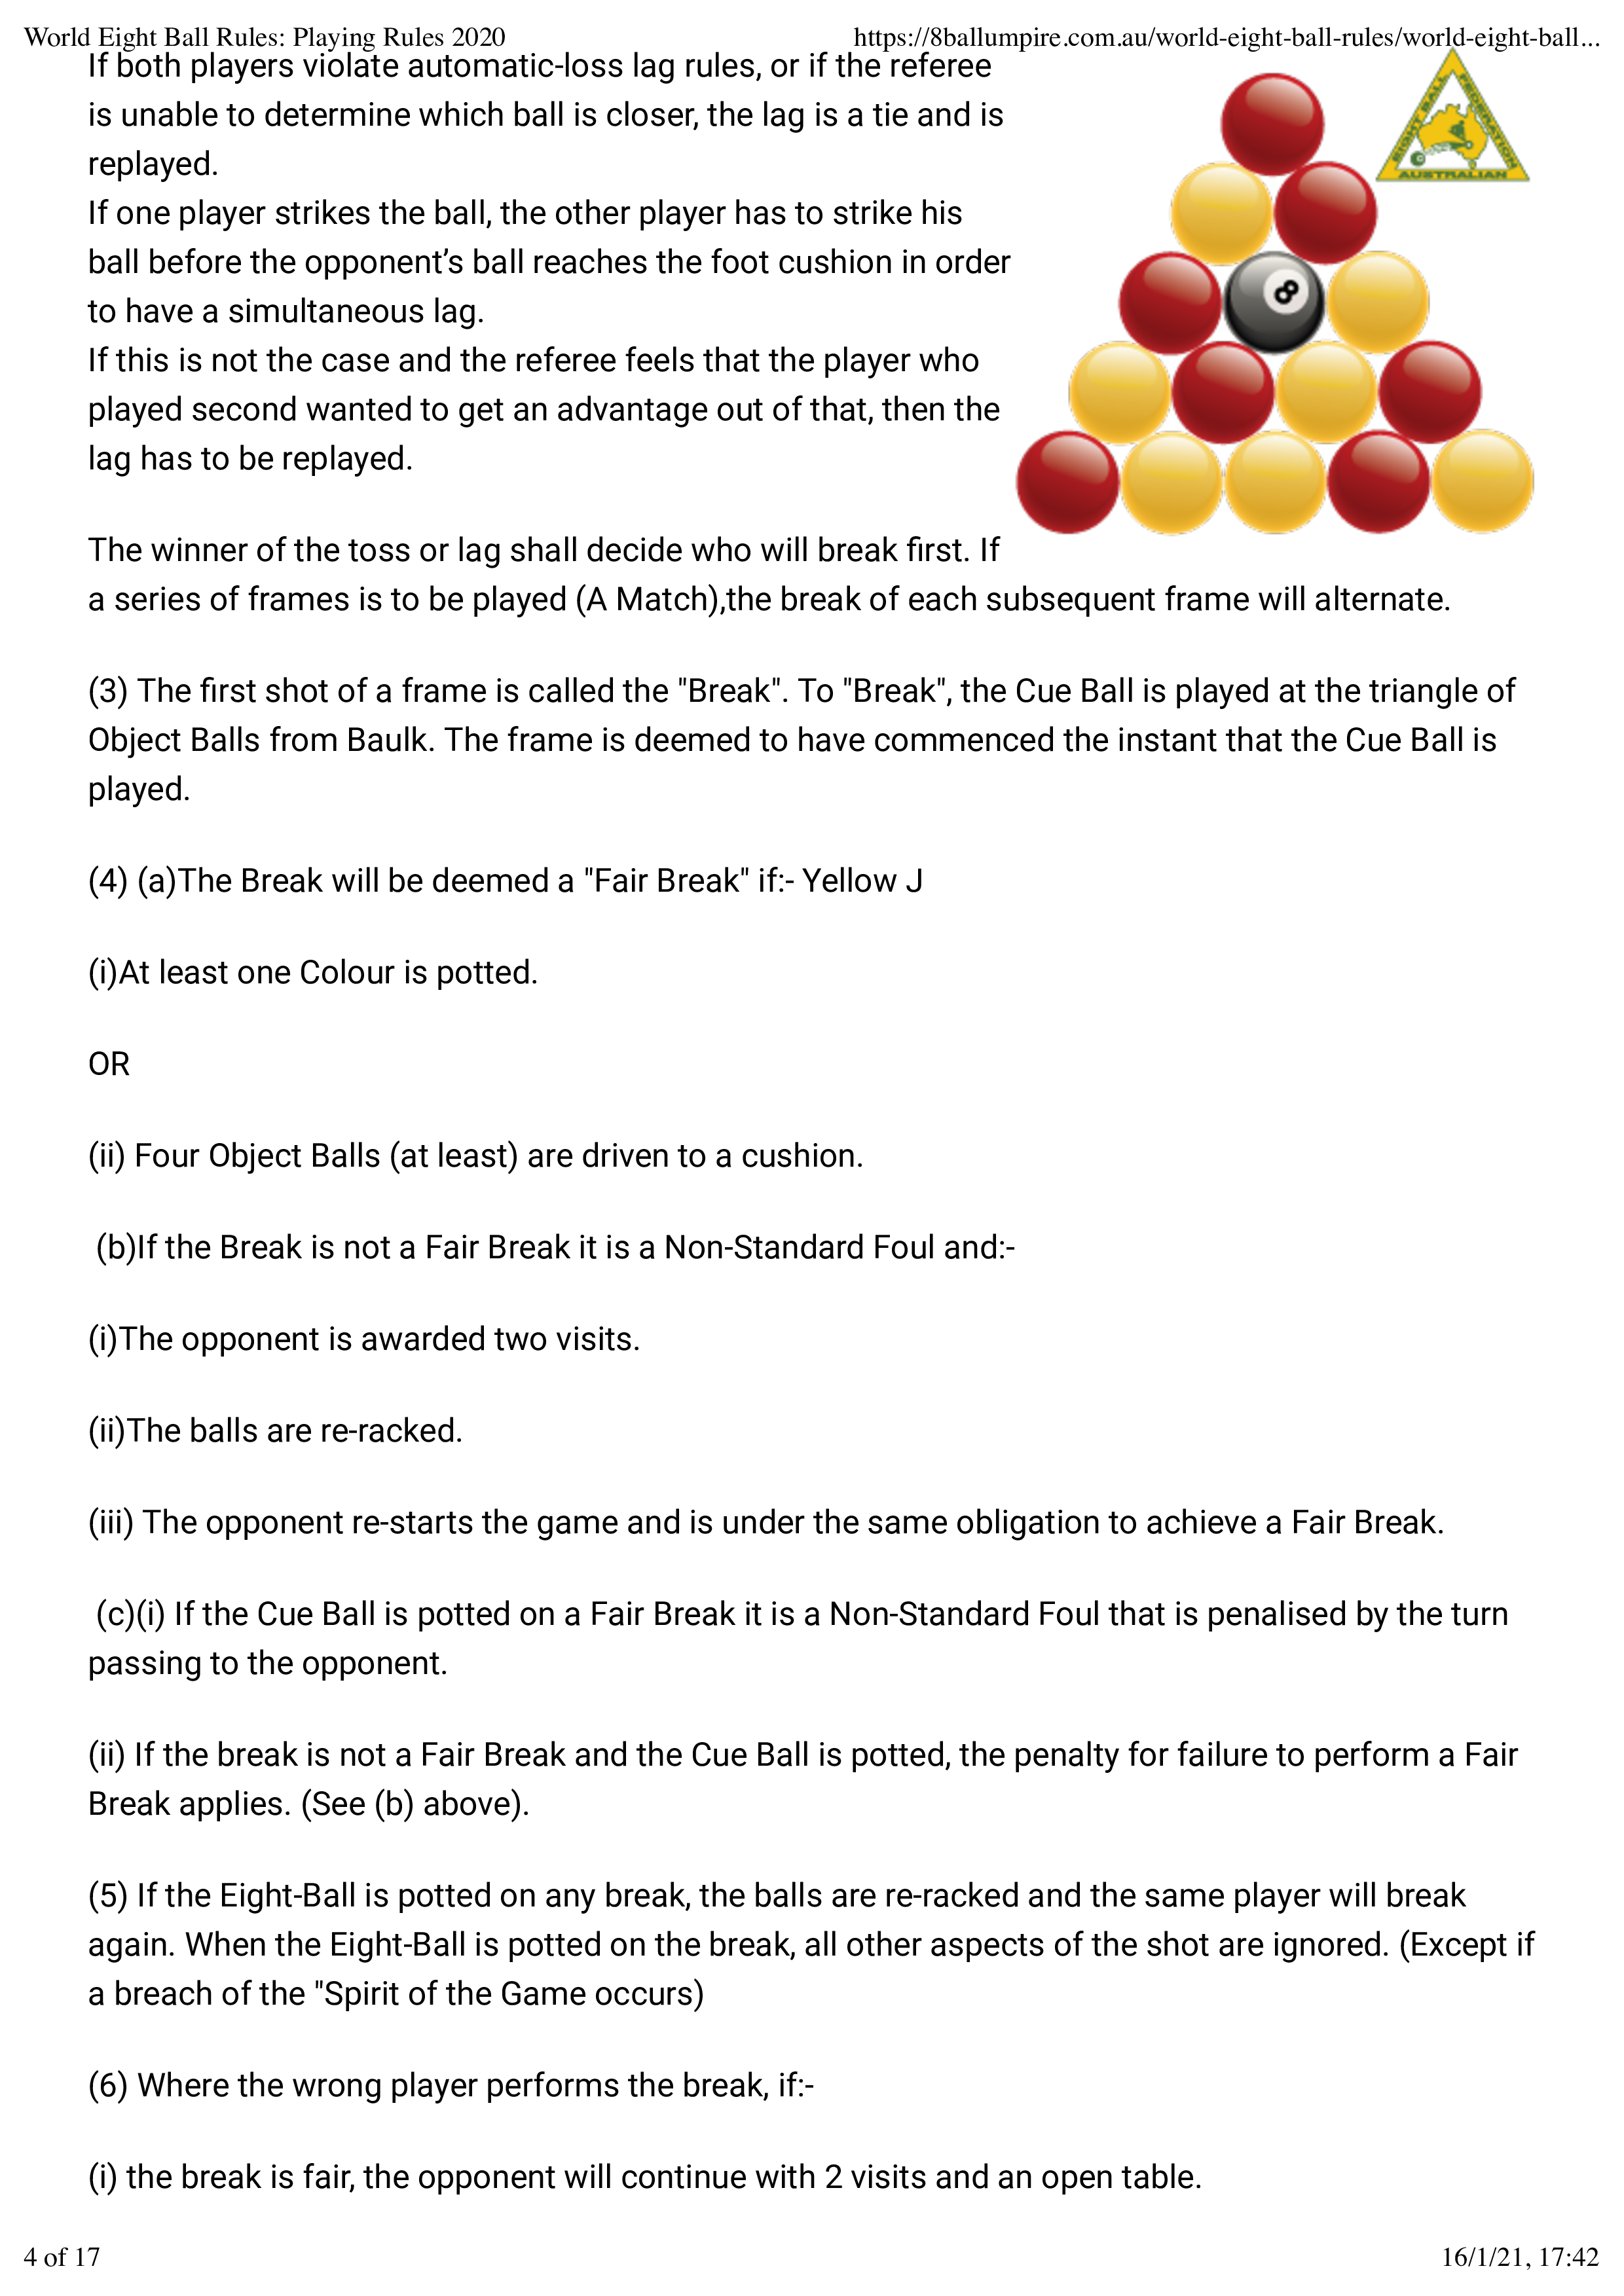 World Eight Ball Rules: Playing Rules 2020
https://8ballumpire.com.au/world-eight-ball-rules/world-eight-ball...
If both players violate automatic-loss lag rules, or if the referee
is unable to determine which ball is closer, the lag is a tie and is
replayed.
If one player strikes the ball, the other player has to strike his
ball before the opponent’s ball reaches the foot cushion in order
to have a simultaneous lag.
If this is not the case and the referee feels that the player who
played second wanted to get an advantage out of that, then the
lag has to be replayed.
EIGHT BALL FEDERATION
AUSTRALIAN
8
The winner of the toss or lag shall decide who will break first. If
a series of frames is to be played (A Match),the break of each subsequent frame will alternate.
(3) The first shot of a frame is called the "Break". To "Break", the Cue Ball is played at the triangle of
Object Balls from Baulk. The frame is deemed to have commenced the instant that the Cue Ball is
played.
(4) (a)The Break will be deemed a "Fair Break" if:- Yellow J
(i)At least one Colour is potted.
OR
(ii) Four Object Balls (at least) are driven to a cushion.
(b)If the Break is not a Fair Break it is a Non-Standard Foul and:-
(i)The opponent is awarded two visits.
(ii)The balls are re-racked.
(iii) The opponent re-starts the game and is under the same obligation to achieve a Fair Break.
(c)(i) If the Cue Ball is potted on a Fair Break it is a Non-Standard Foul that is penalised by the turn
passing to the opponent.
(ii) If the break is not a Fair Break and the Cue Ball is potted, the penalty for failure to perform a Fair
Break applies. (See (b) above).
(5) If the Eight-Ball is potted on any break, the balls are re-racked and the same player will break
again. When the Eight-Ball is potted on the break, all other aspects of the shot are ignored. (Except if
a breach of the "Spirit of the Game occurs)
(6) Where the wrong player performs the break, if:-
(i) the break is fair, the opponent will continue with 2 visits and an open table.
4 of 17
16/1/21, 17:42